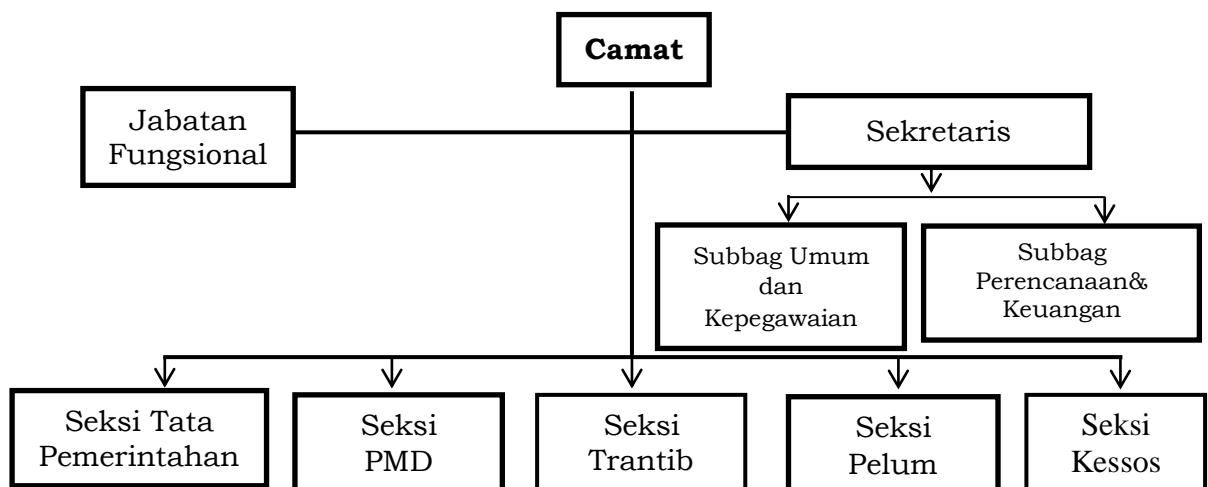 Camat
Jabatan
Fungsional
Sekretaris
Subbag Umum
dan
Kepegawaian
Subbag
Perencanaan&
Keuangan
Seksi Tata
Pemerintahan
Seksi
PMD
Seksi
Trantib
Seksi
Pelum
Seksi
Kessos